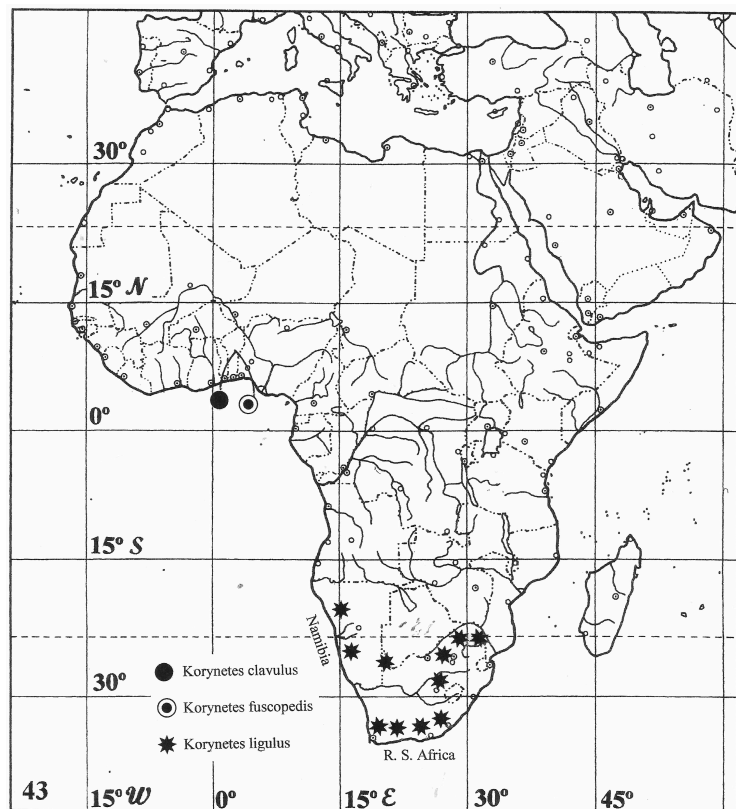 30°
15° N
0°
15° S
Namibia
Korynetes clavulus
30°
Korynetes fuscopedis
Korynetes ligulus
R. S. Africa
43
15° W
0°
15° E
30°
45°